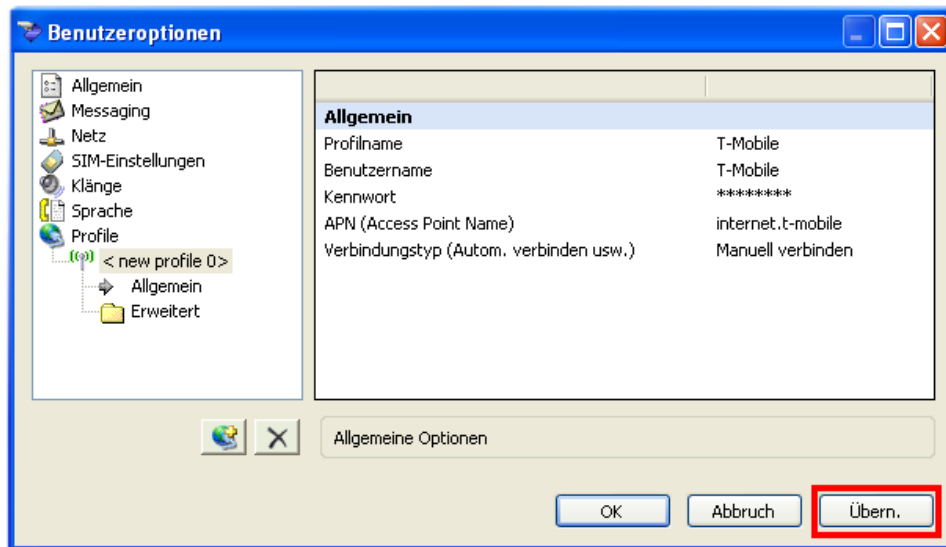 Benutzeroptionen
Allgemein
Messaging
Netz
SIM-Einstellungen
Klänge
Sprache
Profile
< new profile 0>
Allgemein
Erweitert
Allgemein
Profilname T-Mobile
Benutzername T-Mobile
Kennwort ********
APN (Access Point Name) internet.t-mobile
Verbindungstyp (Autom. verbinden usw.) Manuell verbinden
Allgemeine Optionen
OK Abbruch Übern.